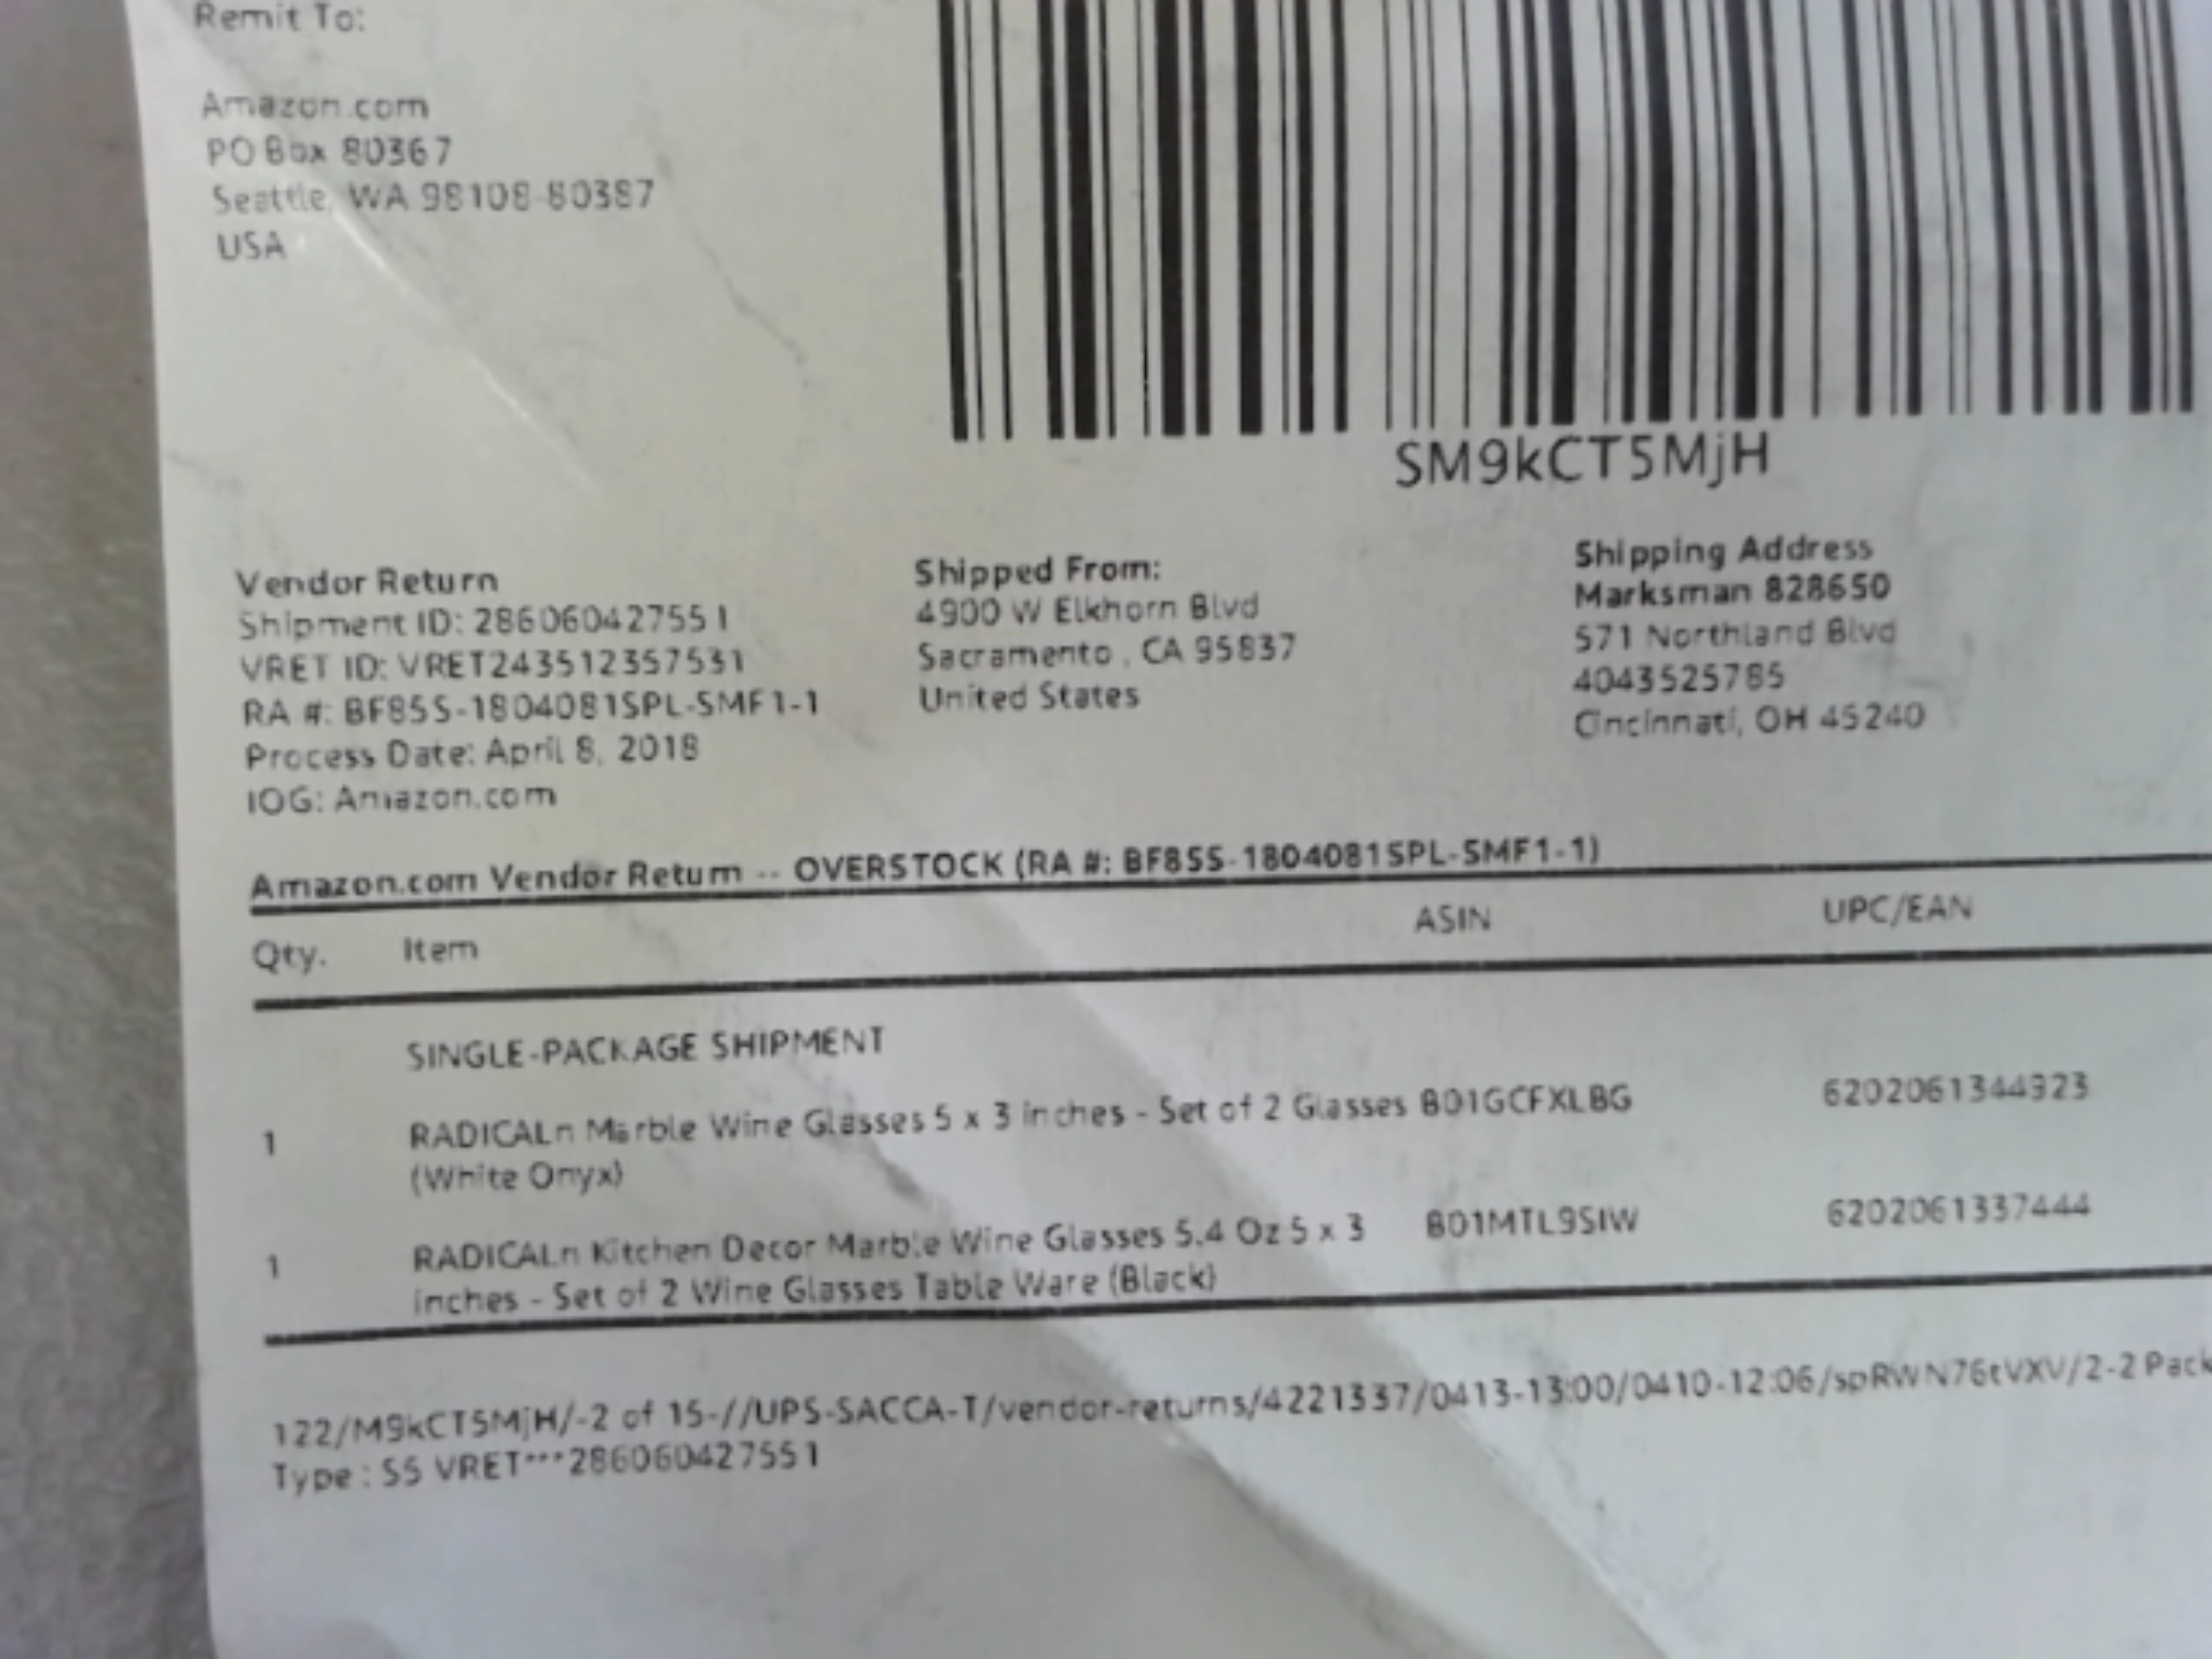 Remit To:
Amazon.com
PO Box 80367
Seattle, WA 98108-80387
USA
SM9kCT5MjH
Vendor Return
Shipment ID: 286060427551
VRET ID: VRET243512357531
RA #: BF85S-1804081SPL-SMF1-1
Process Date: April 8, 2018
IOG: Amazon.com
Shipped From:
4900 W Elkhorn Blvd
Sacramento , CA 95837
United States
Shipping Address
Marksman 828650
571 Northland Blvd
4043525785
Cincinnati, OH 45240
Amazon.com Vendor Return -- OVERSTOCK (RA #: BF85S-1804081SPL-SMF1-1)
Qty. Item ASIN UPC/EAN
SINGLE-PACKAGE SHIPMENT
1 RADICALn Marble Wine Glasses 5 x 3 inches - Set of 2 Glasses B01GCFXLBG 6202061344923
(White Onyx)
1 RADICALn Kitchen Decor Marble Wine Glasses 5.4 Oz 5 x 3 B01MTL9SIW 6202061337444
inches - Set of 2 Wine Glasses Table Ware (Black)
122/M9kCT5MjH/-2 of 15-//UPS-SACCA-T/vendor-returns/4221337/0413-13:00/0410-12:06/spRWN76tVXV/2-2 Pack
Type : SS VRET***286060427551